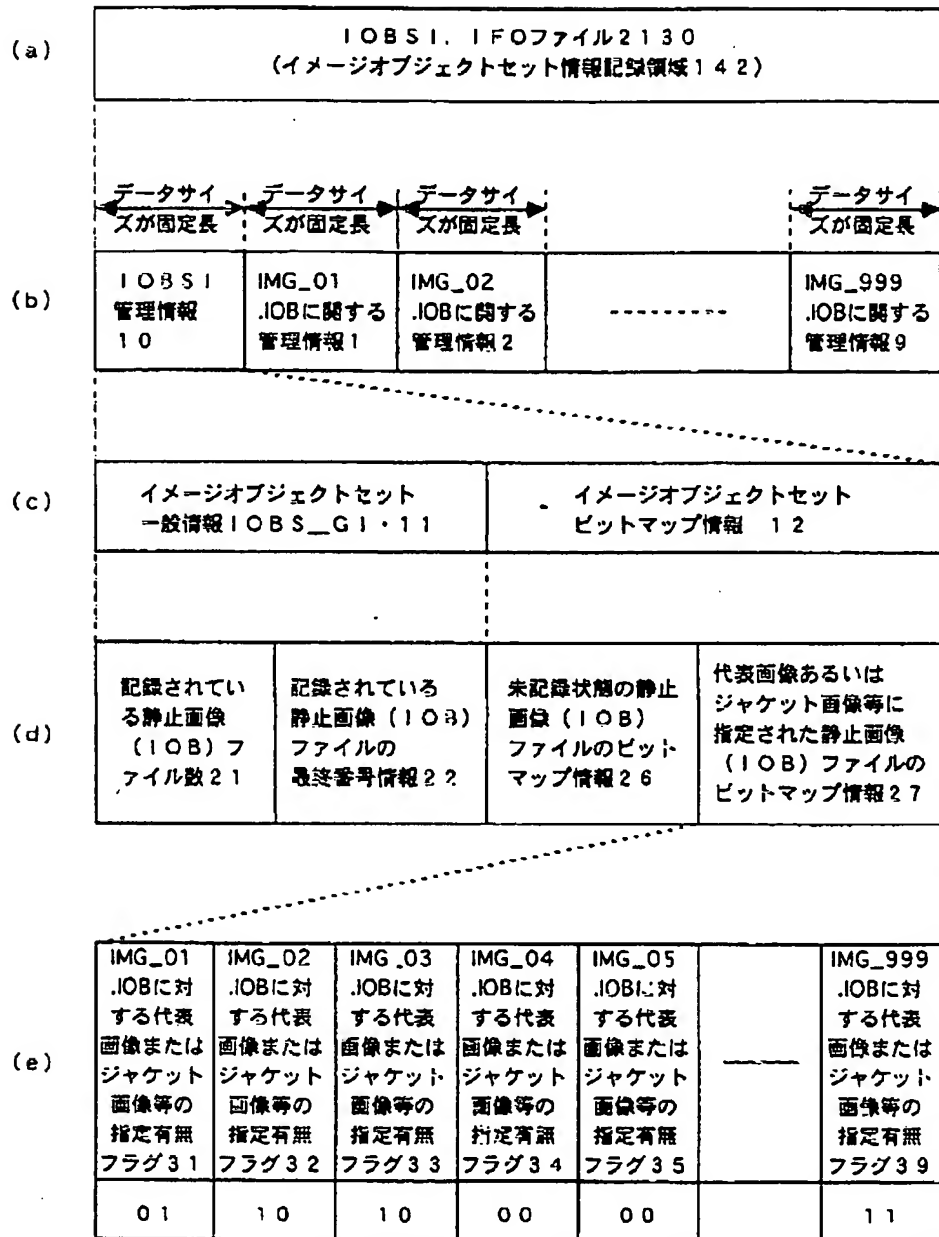 (a)
IOBSI. IFOファイル2130
(イメージオブジェクトセット情報記録領域142)
データサイ
ズが固定長
データサイ
ズが固定長
データサイ
ズが固定長
データサイ
ズが固定長
(b)
IOBSI
管理情報
10
IMG_01
.IOBに関する
管理情報1
IMG_02
.IOBに関する
管理情報2
IMG_999
.IOBに関する
管理情報9
(c)
イメージオブジェクトセット
一般情報IOBS_GI・11
イメージオブジェクトセット
ビットマップ情報 12
(d)
記録されてい
る静止画像
(IOB)フ
ァイル数21
記録されている
静止画像(IOB)
ファイルの
最終番号情報22
未記録状態の静止
画像(IOB)
ファイルのビット
マップ情報26
代表画像あるいは
ジャケット画像等に
指定された静止画像
(IOB)ファイルの
ビットマップ情報27
(e)
IMG_01
.IOBに対
する代表
画像または
ジャケット
画像等の
指定有無
フラグ31
IMG_02
.IOBに対
する代表
画像または
ジャケット
画像等の
指定有無
フラグ32
IMG_03
.IOBに対
する代表
画像または
ジャケット
画像等の
指定有無
フラグ33
IMG_04
.IOBに対
する代表
画像または
ジャケット
画像等の
指定有無
フラグ34
IMG_05
.IOBに対
する代表
画像または
ジャケット
画像等の
指定有無
フラグ35
IMG_999
.IOBに対
する代表
画像または
ジャケット
画像等の
指定有無
フラグ39
01
10
10
00
00
11